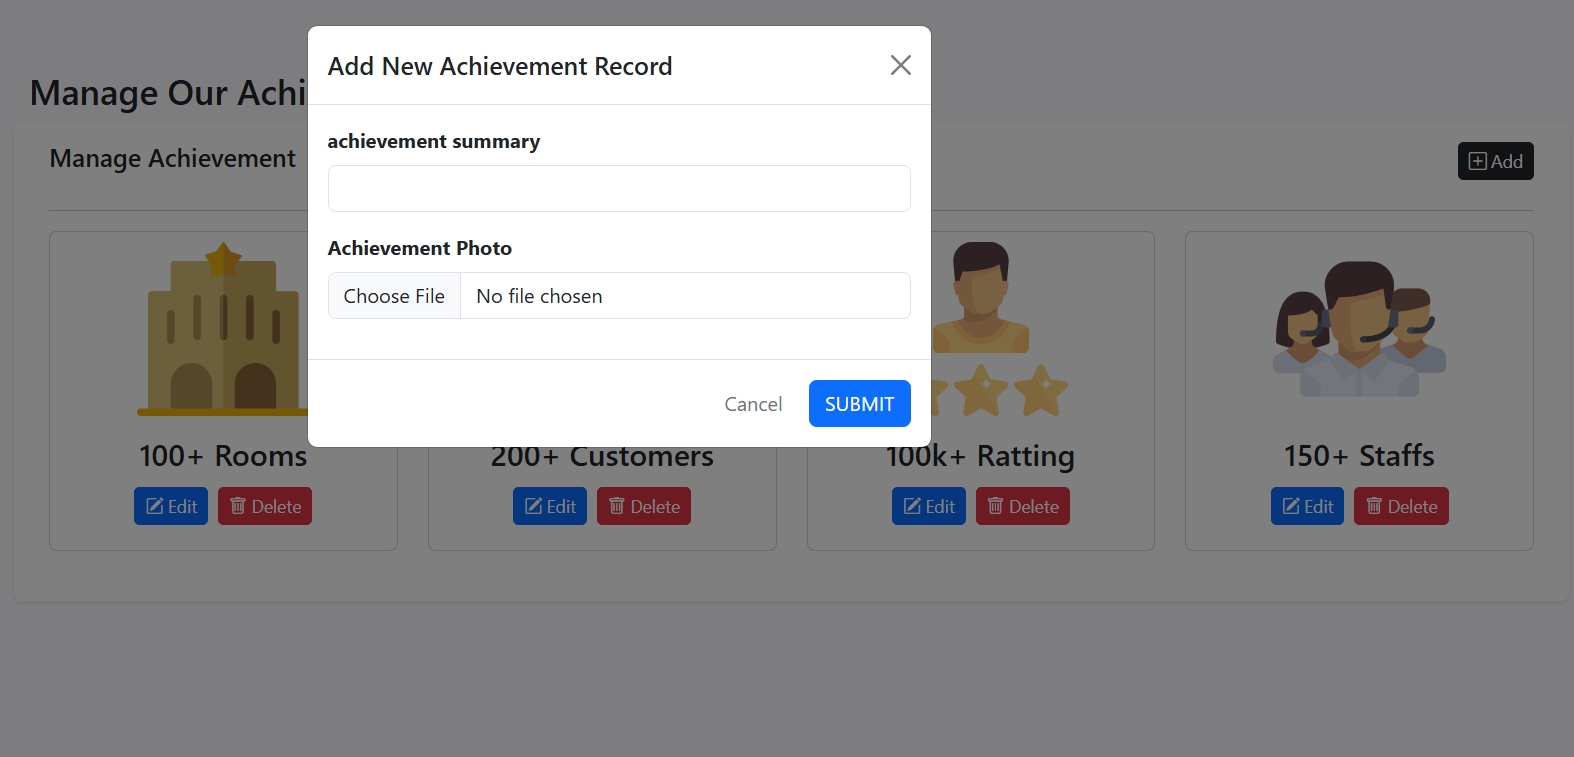 Add New Achievement Record
achievement summary
Achievement Photo
Choose File No file chosen
Cancel SUBMIT
Manage Our Achi
Manage Achievement
Add
100+ Rooms
Edit Delete
200+ Customers
Edit Delete
100k+ Ratting
Edit Delete
150+ Staffs
Edit Delete